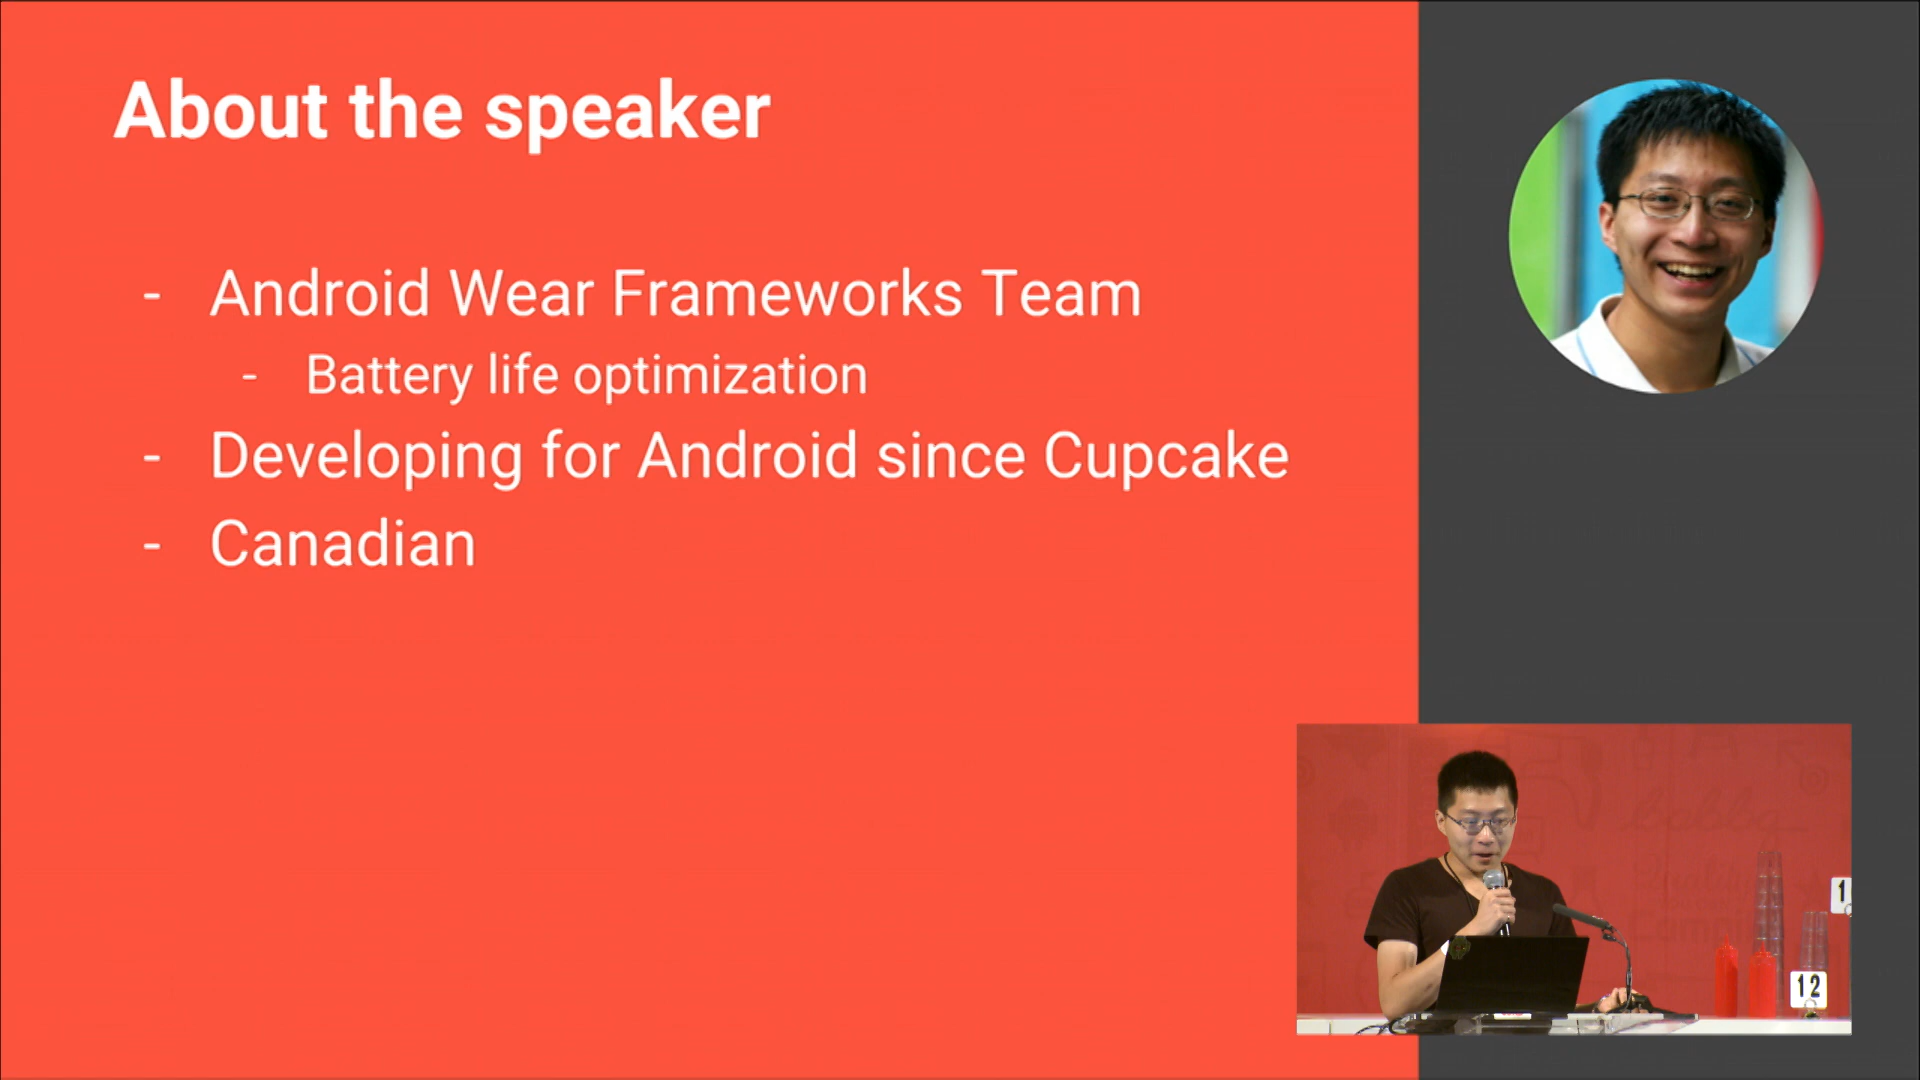 About the speaker
- Android Wear Frameworks Team
- Battery life optimization
- Developing for Android since Cupcake
- Canadian
12